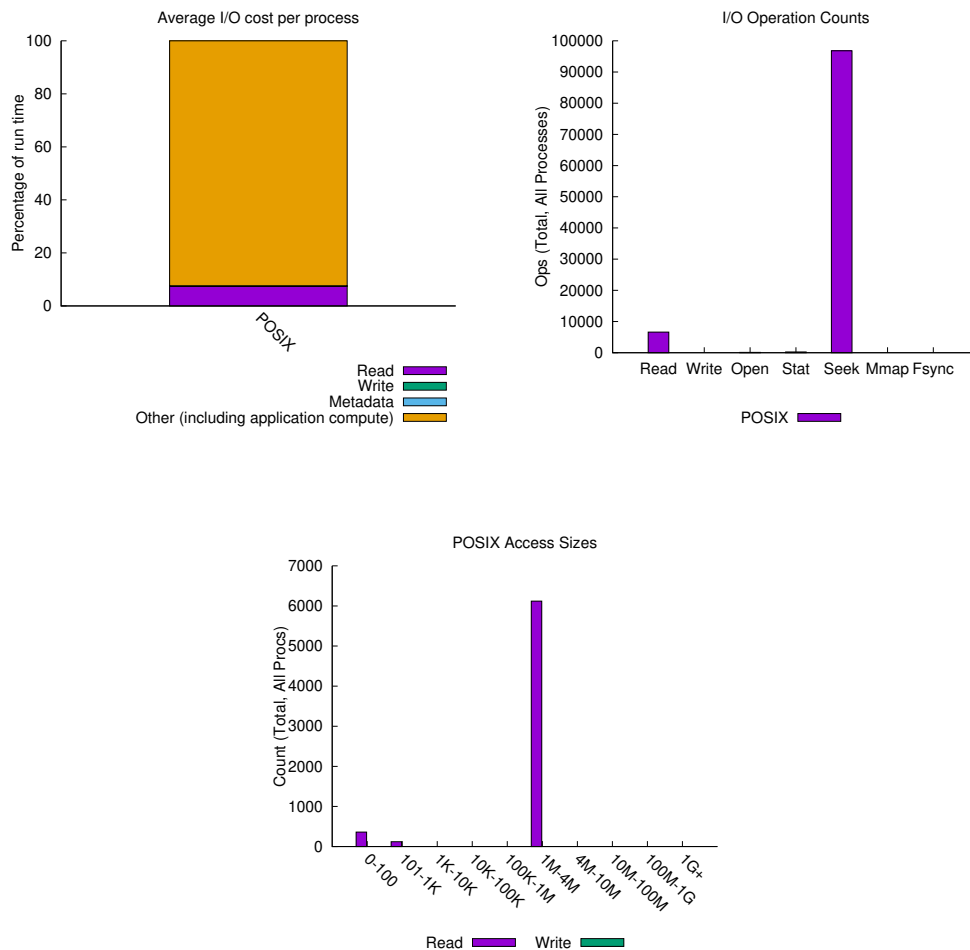 Average I/O cost per process
100
80
60
40
20
0
Percentage of run time
POSIX
Read
Write
Metadata
Other (including application compute)
I/O Operation Counts
100000
90000
80000
70000
60000
50000
40000
30000
20000
10000
0
Ops (Total, All Processes)
Read Write Open Stat Seek Mmap Fsync
POSIX
POSIX Access Sizes
7000
6000
5000
4000
3000
2000
1000
0
Count (Total, All Procs)
0-100
101-1K
1K-10K
10K-100K
100K-1M
1M-4M
4M-10M
10M-100M
100M-1G
1G+
Read Write